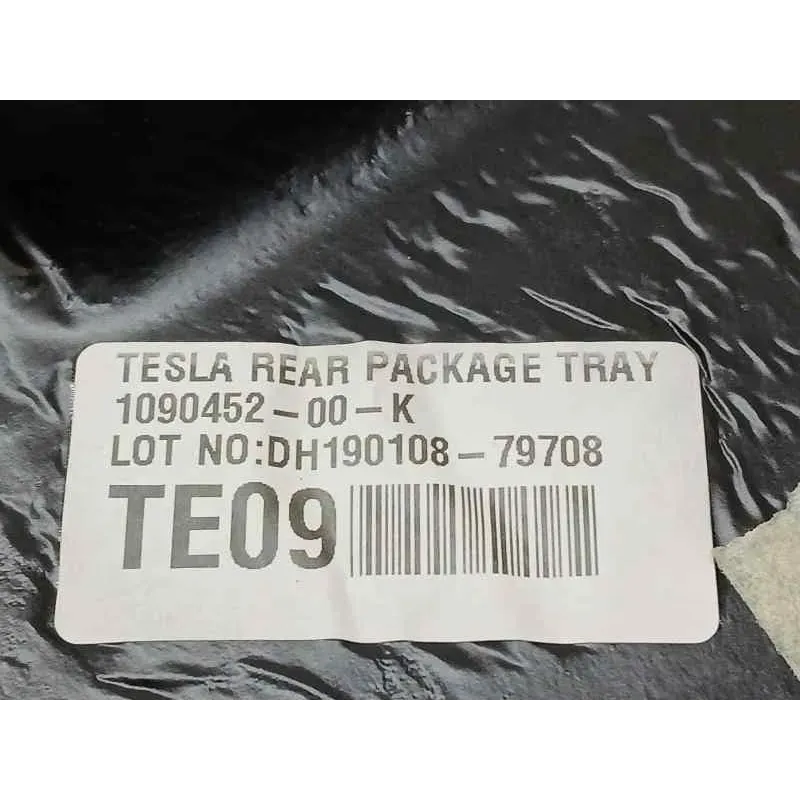 TESLA REAR PACKAGE TRAY
1090452-00-K
LOT NO:DH190108-79708
TE09